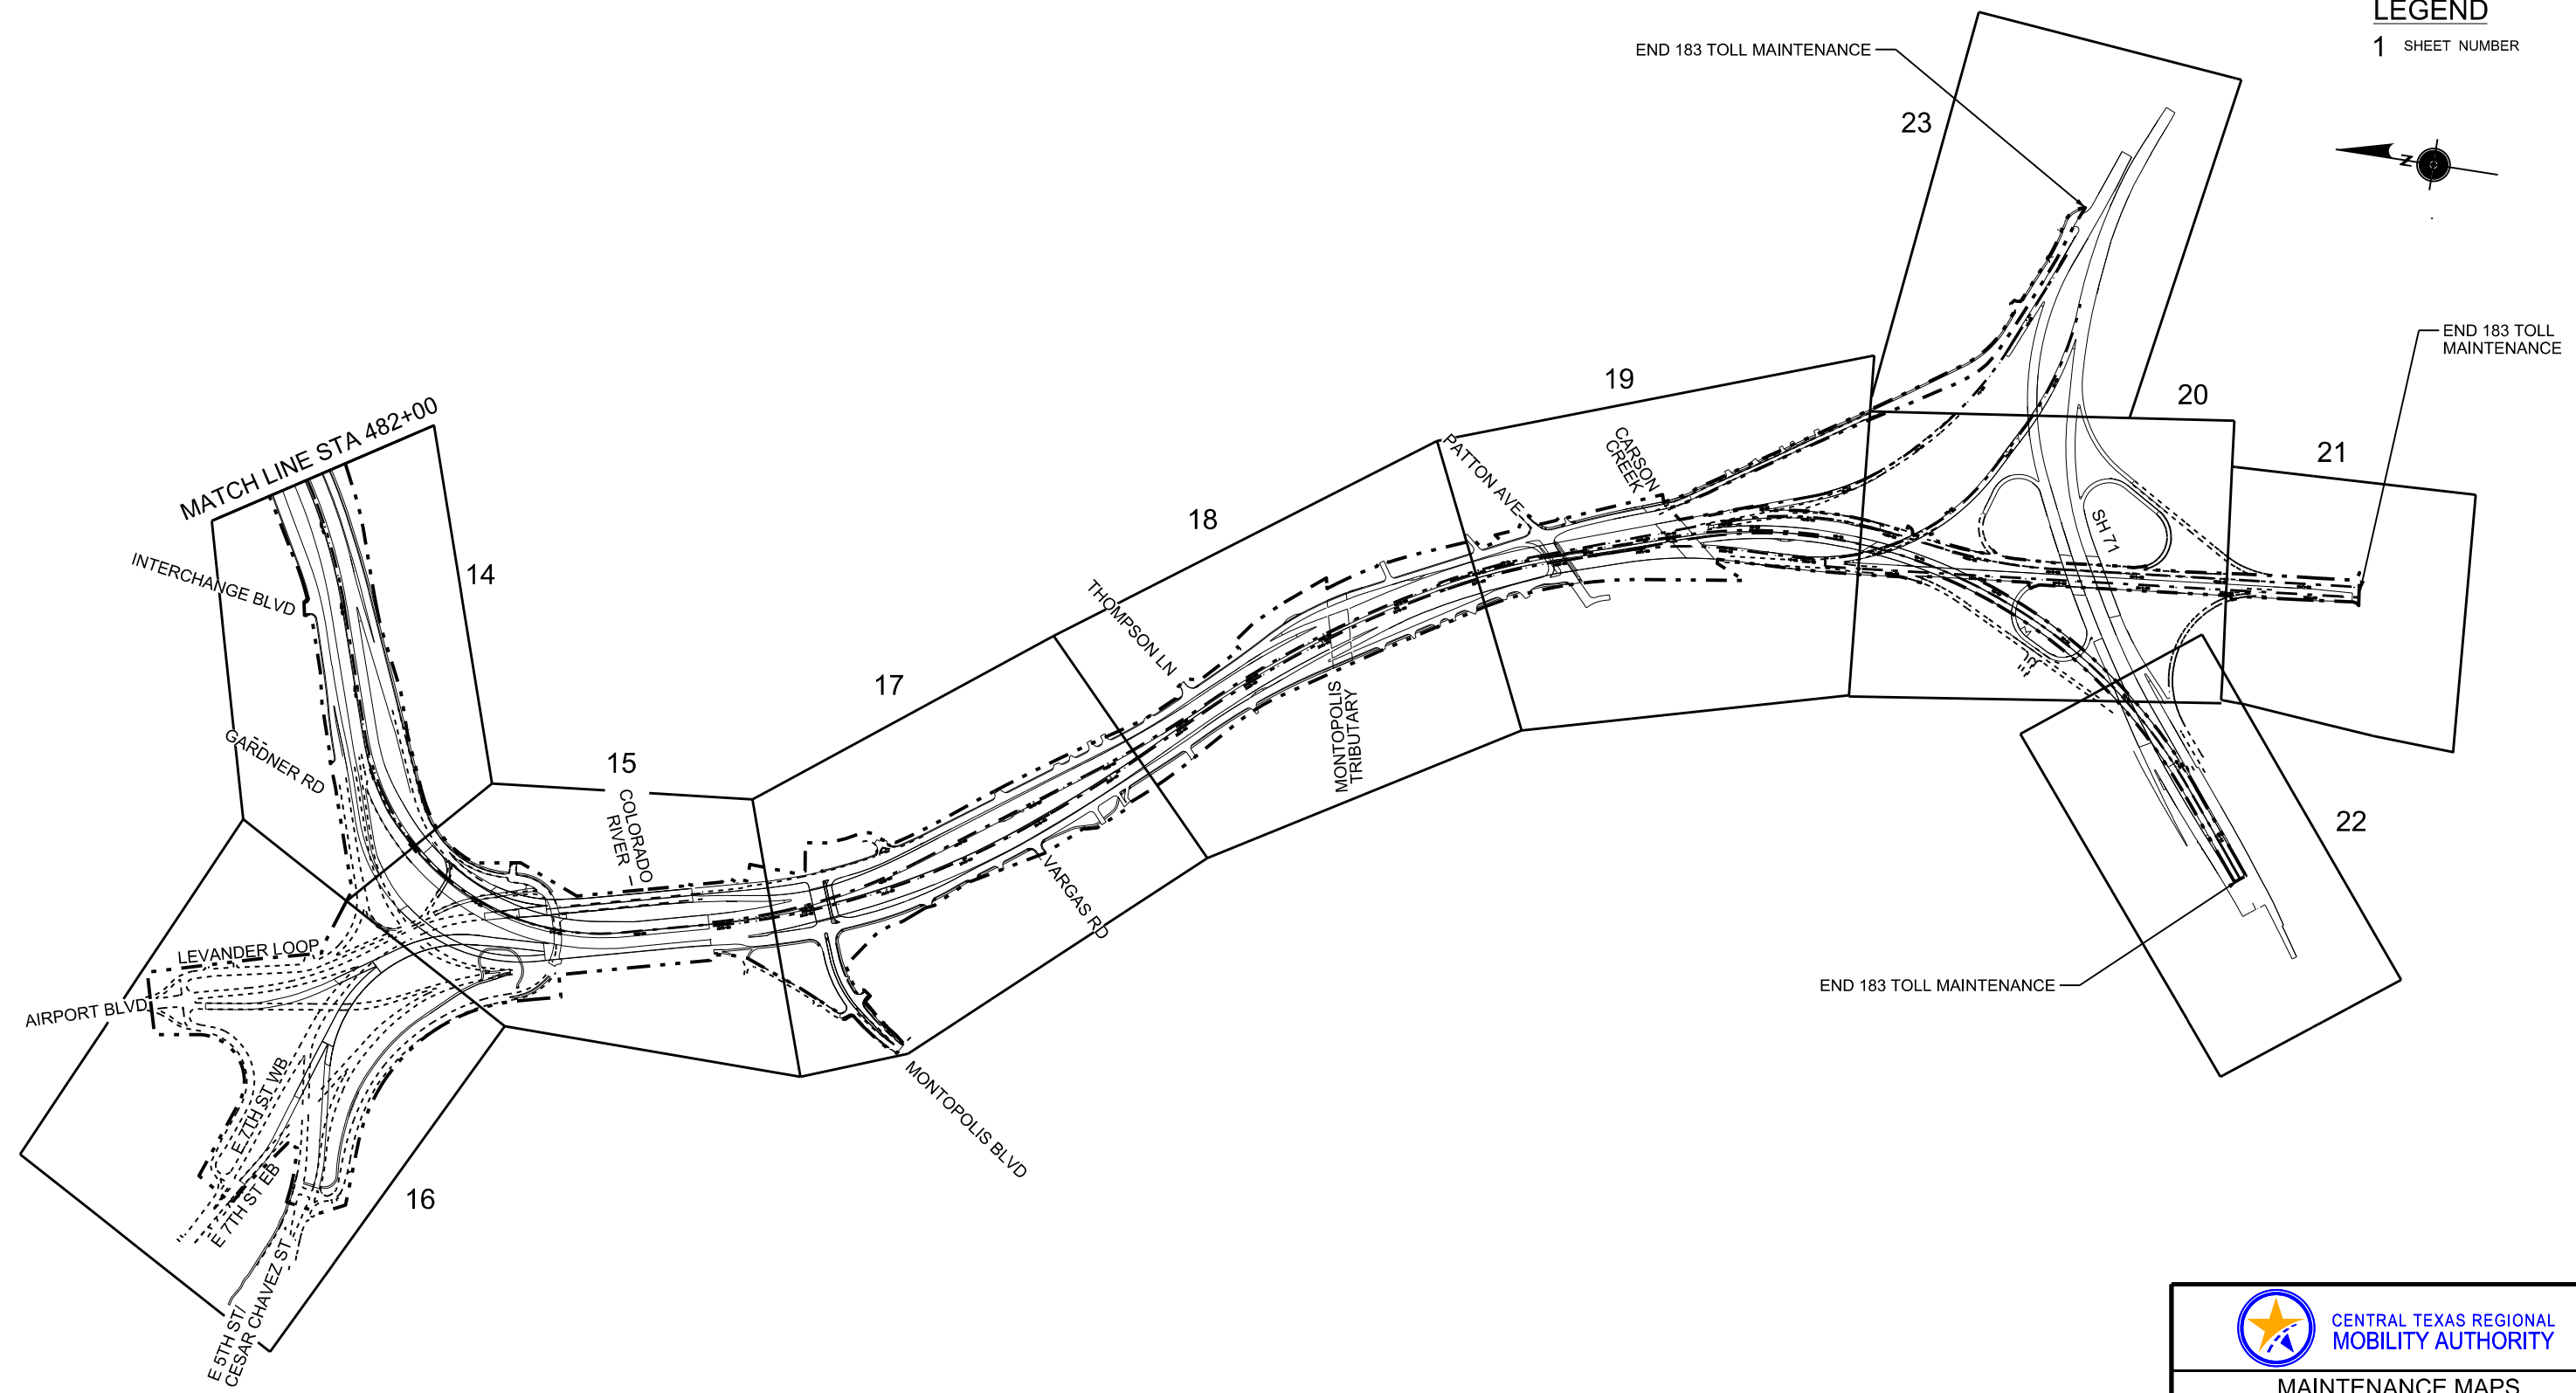 LEGEND
1 SHEET NUMBER
END 183 TOLL MAINTENANCE
23
N
END 183 TOLL
MAINTENANCE
20
21
19
18
17
15
14
MATCH LINE STA 482+00
INTERCHANGE BLVD
GARDNER RD
COLORADO
RIVER
THOMPSON LN
PATTON AVE
CARSON
CREEK
SH 71
MONTOPOLIS
TRIBUTARY
VARGAS RD
22
LEVANDER LOOP
AIRPORT BLVD
END 183 TOLL MAINTENANCE
E 7TH ST WB
E 7TH ST EB
MONTOPOLIS BLVD
16
E 5TH ST/
CESAR CHAVEZ ST
CENTRAL TEXAS REGIONAL
MOBILITY AUTHORITY
MAINTENANCE MAPS